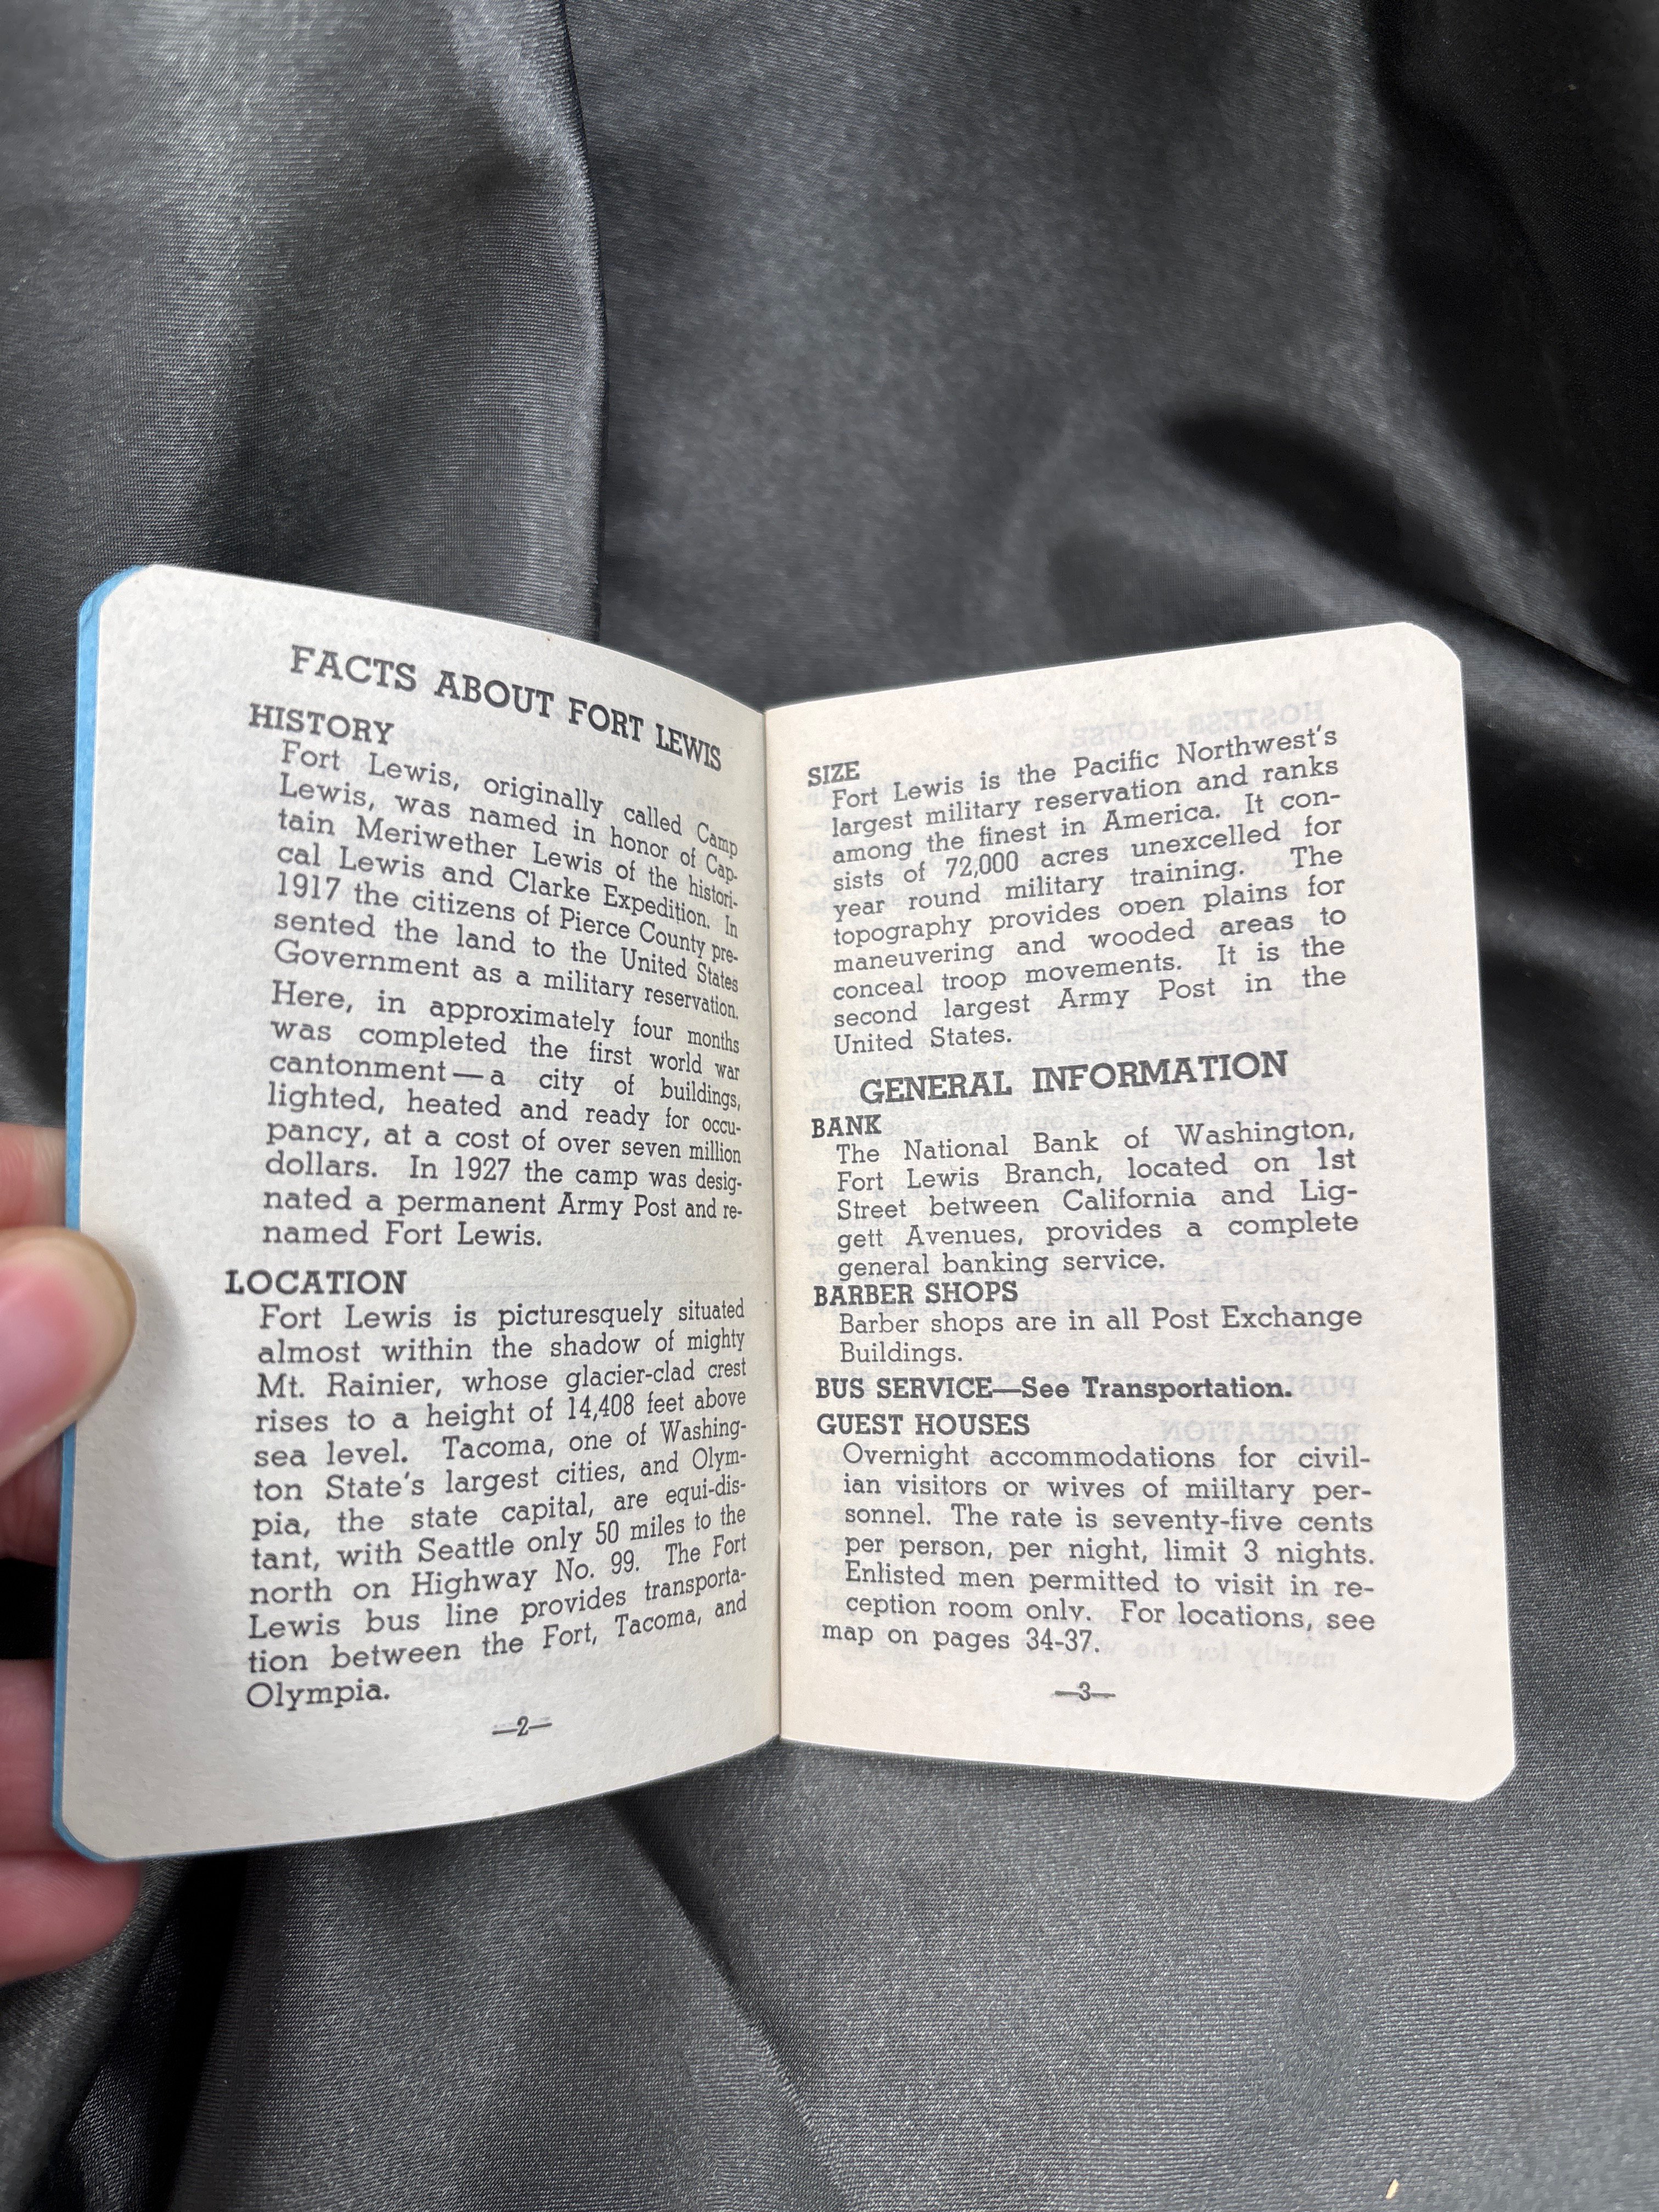 FACTS ABOUT FORT LEWIS
HISTORY
Fort Lewis, originally called Camp
Lewis, was named in honor of Cap-
tain Meriwether Lewis of the histori-
cal Lewis and Clarke Expedition. In
1917 the citizens of Pierce County pre-
sented the land to the United States
Government as a military reservation.
Here, in approximately four months
was completed the first world war
cantonment—a city of buildings,
lighted, heated and ready for occu-
pancy, at a cost of over seven million
dollars. In 1927 the camp was desig-
nated a permanent Army Post and re-
named Fort Lewis.
LOCATION
Fort Lewis is picturesquely situated
almost within the shadow of mighty
Mt. Rainier, whose glacier-clad crest
rises to a height of 14,408 feet above
sea level. Tacoma, one of Washing-
ton State's largest cities, and Olym-
pia, the state capital, are equi-dis-
tant, with Seattle only 50 miles to the
north on Highway No. 99. The Fort
Lewis bus line provides transporta-
tion between the Fort, Tacoma, and
Olympia.
—2—
SIZE
Fort Lewis is the Pacific Northwest's
largest military reservation and ranks
among the finest in America. It con-
sists of 72,000 acres unexcelled for
year round military training. The
topography provides open plains for
maneuvering and wooded areas to
conceal troop movements. It is the
second largest Army Post in the
United States.
GENERAL INFORMATION
BANK
The National Bank of Washington,
Fort Lewis Branch, located on 1st
Street between California and Lig-
gett Avenues, provides a complete
general banking service.
BARBER SHOPS
Barber shops are in all Post Exchange
Buildings.
BUS SERVICE—See Transportation.
GUEST HOUSES
Overnight accommodations for civil-
ian visitors or wives of miiltary per-
sonnel. The rate is seventy-five cents
per person, per night, limit 3 nights.
Enlisted men permitted to visit in re-
ception room only. For locations, see
map on pages 34-37.
—3—